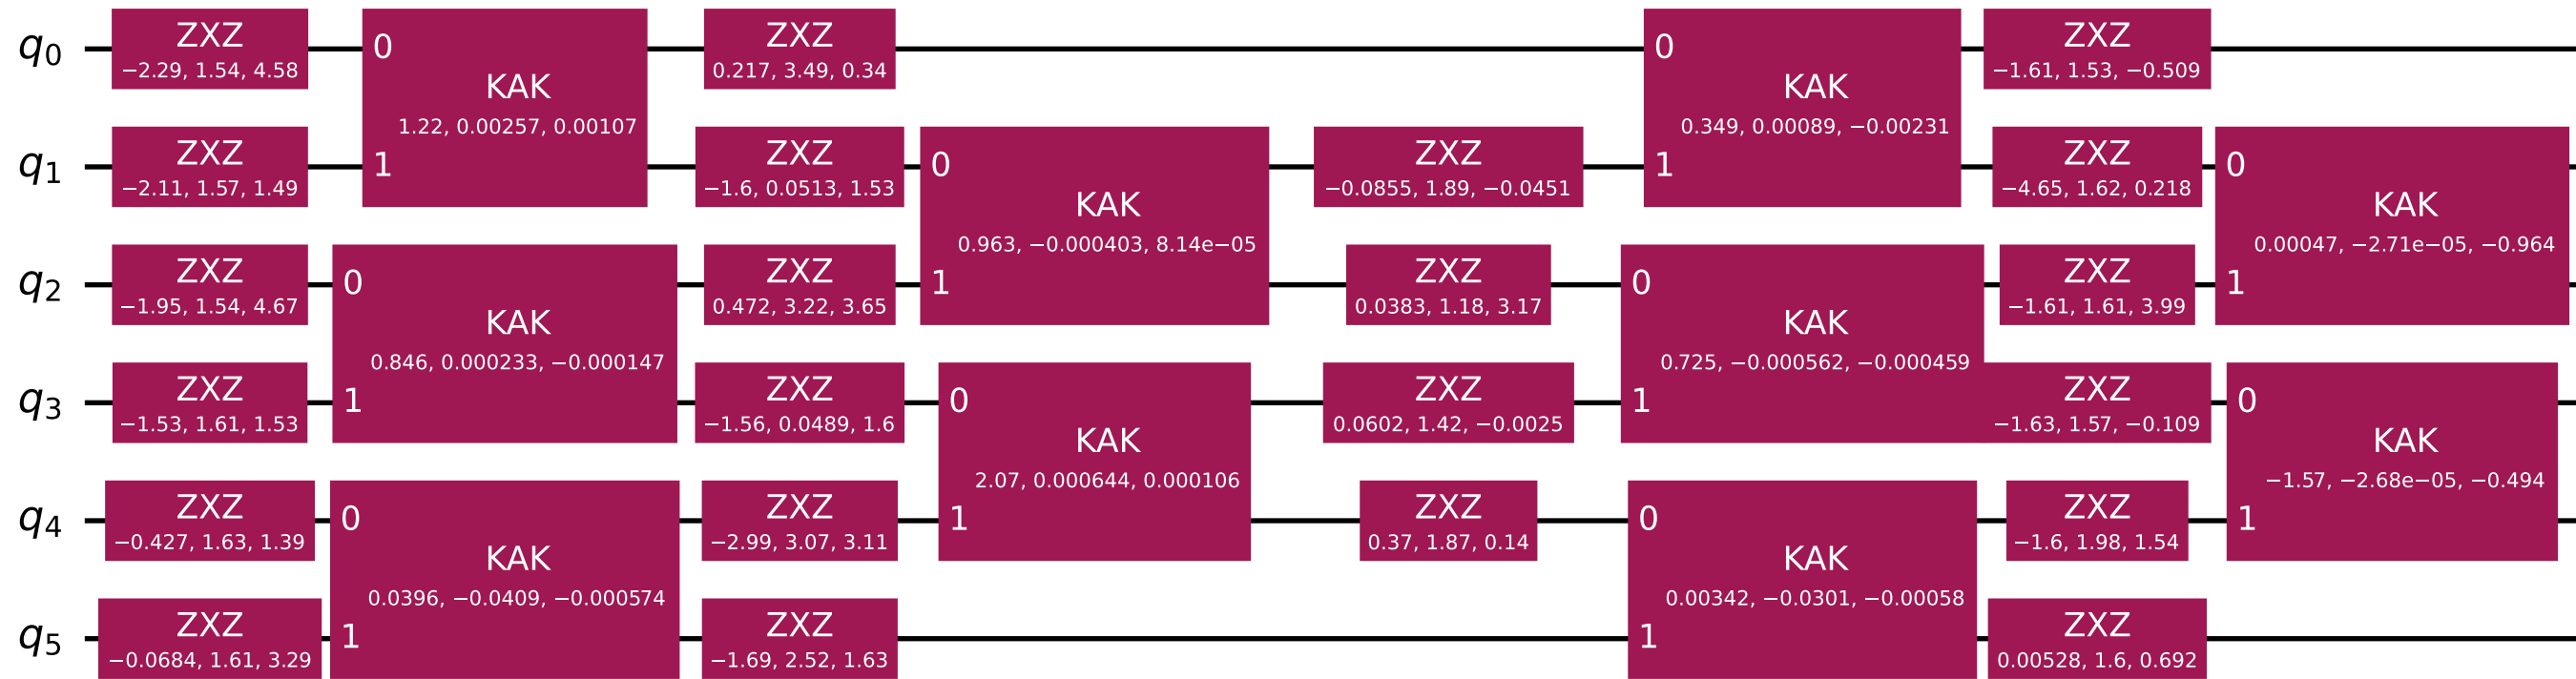 q0
ZXZ
−2.29, 1.54, 4.58
0
KAK
1.22, 0.00257, 0.00107
1
ZXZ
0.217, 3.49, 0.34
0
KAK
0.349, 0.00089, −0.00231
1
ZXZ
−1.61, 1.53, −0.509
q1
ZXZ
−2.11, 1.57, 1.49
ZXZ
−1.6, 0.0513, 1.53
0
KAK
0.963, −0.000403, 8.14e−05
1
ZXZ
−0.0855, 1.89, −0.0451
ZXZ
−4.65, 1.62, 0.218
0
KAK
0.00047, −2.71e−05, −0.964
1
q2
ZXZ
−1.95, 1.54, 4.67
0
KAK
0.846, 0.000233, −0.000147
1
ZXZ
0.472, 3.22, 3.65
ZXZ
0.0383, 1.18, 3.17
0
KAK
0.725, −0.000562, −0.000459
1
ZXZ
−1.61, 1.61, 3.99
q3
ZXZ
−1.53, 1.61, 1.53
ZXZ
−1.56, 0.0489, 1.6
0
KAK
2.07, 0.000644, 0.000106
1
ZXZ
0.0602, 1.42, −0.0025
ZXZ
−1.63, 1.57, −0.109
0
KAK
−1.57, −2.68e−05, −0.494
1
q4
ZXZ
−0.427, 1.63, 1.39
0
KAK
0.0396, −0.0409, −0.000574
1
ZXZ
−2.99, 3.07, 3.11
ZXZ
0.37, 1.87, 0.14
0
KAK
0.00342, −0.0301, −0.00058
1
ZXZ
−1.6, 1.98, 1.54
q5
ZXZ
−0.0684, 1.61, 3.29
ZXZ
−1.69, 2.52, 1.63
ZXZ
0.00528, 1.6, 0.692